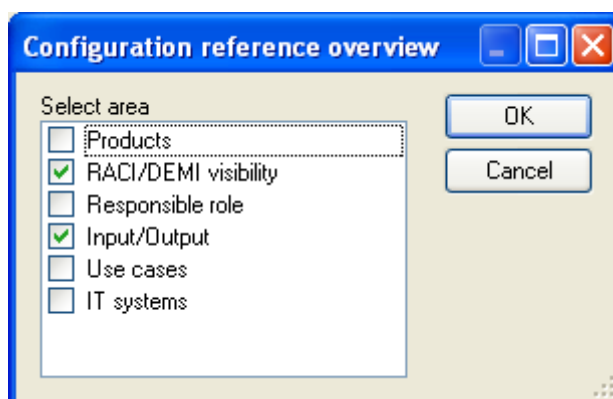 Configuration reference overview
Select area
Products
RACI/DEMI visibility
Responsible role
Input/Output
Use cases
IT systems
OK
Cancel